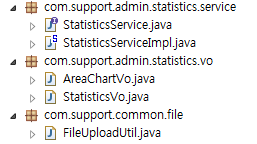 com.support.admin.statistics.service
StatisticsService.java
StatisticsServiceImpl.java
com.support.admin.statistics.vo
AreaChartVo.java
StatisticsVo.java
com.support.common.file
FileUploadUtil.java